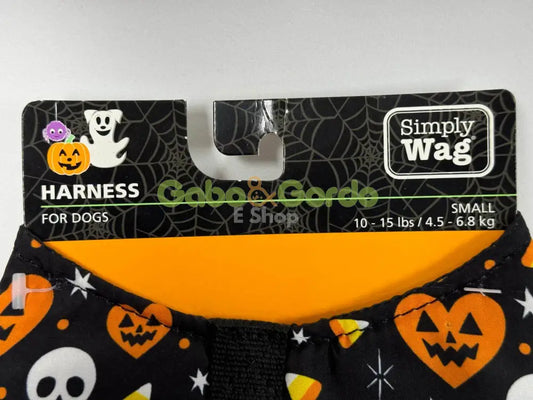 Simply
Wag®
HARNESS
Gabo&Gordo
E Shop
FOR DOGS
SMALL
10 - 15 lbs / 4.5 - 6.8 kg